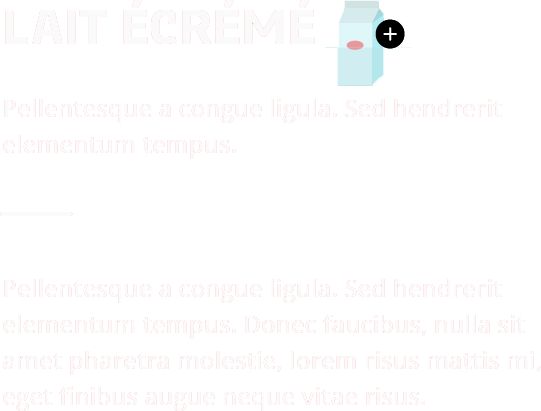 LAIT ÉCRÉMÉ
Pellentesque a congue ligula. Sed hendrerit
elementum tempus.
Pellentesque a congue ligula. Sed hendrerit
elementum tempus. Donec faucibus, nulla sit
amet pharetra molestie, lorem risus mattis mi,
eget finibus augue neque vitae risus.